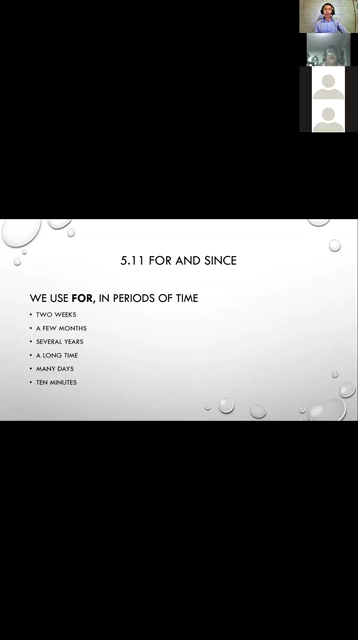 5.11 FOR AND SINCE
WE USE FOR, IN PERIODS OF TIME
• TWO WEEKS
• A FEW MONTHS
• SEVERAL YEARS
• A LONG TIME
• MANY DAYS
• TEN MINUTES